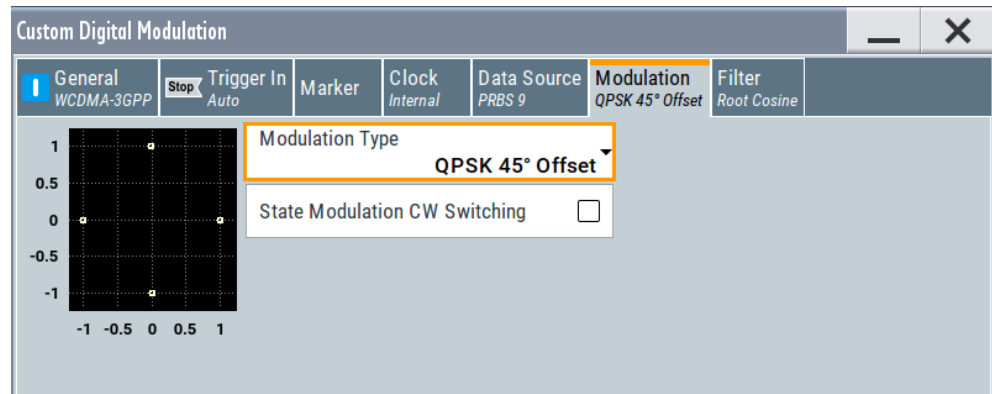 Custom Digital Modulation
General
WCDMA-3GPP
Stop
Trigger In
Auto
Marker
Clock
Internal
Data Source
PRBS 9
Modulation
QPSK 45° Offset
Filter
Root Cosine
Modulation Type
QPSK 45° Offset
State Modulation CW Switching
1
0.5
0
-0.5
-1
-1 -0.5 0 0.5 1